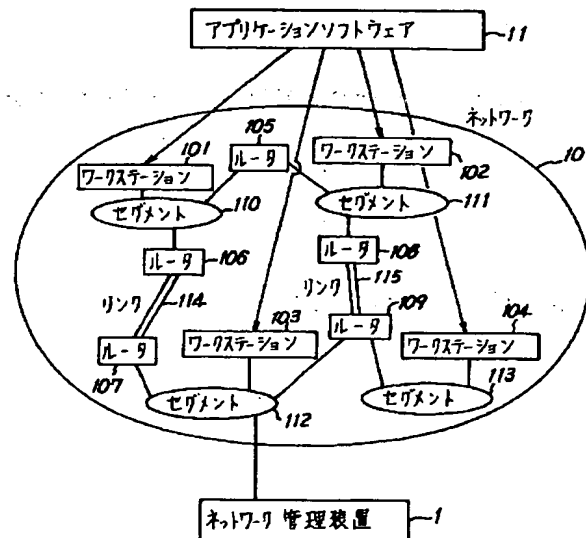 アプリケーションソフトウェア 11
ネットワーク
10
105
ルータ
101
ワークステーション
ワークステーション
102
セグメント
110
セグメント
111
ルータ
106
ルータ
108
リンク
114
リンク
115
103
ルータ
109
104
ルータ
107
ワークステーション
ワークステーション
セグメント
112
セグメント
113
ネットワーク管理装置 1